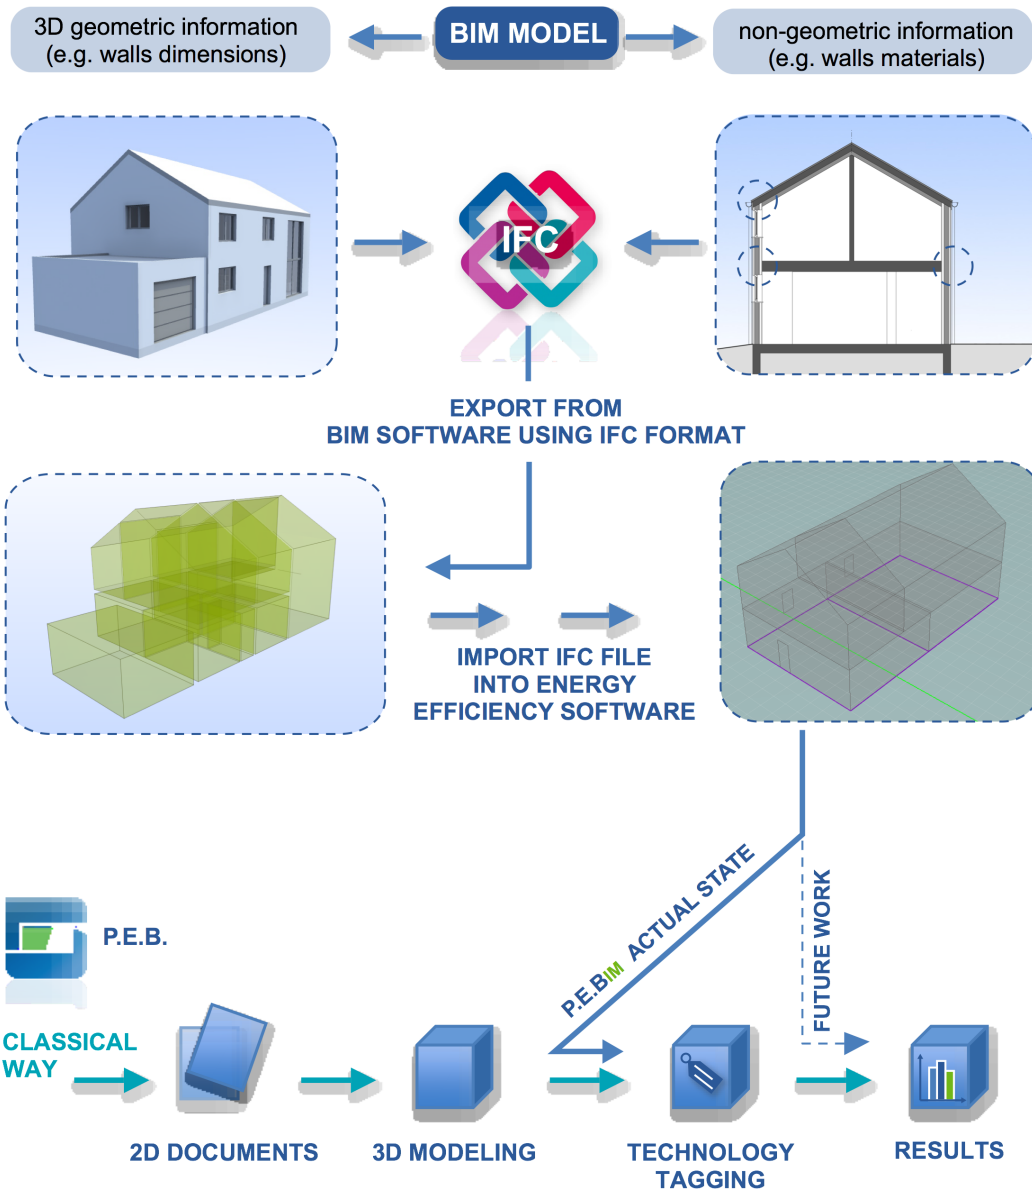 3D geometric information
(e.g. walls dimensions)
BIM MODEL
non-geometric information
(e.g. walls materials)
IFC
EXPORT FROM
BIM SOFTWARE USING IFC FORMAT
IMPORT IFC FILE
INTO ENERGY
EFFICIENCY SOFTWARE
P.E.BIM ACTUAL STATE
FUTURE WORK
P.E.B.
CLASSICAL
WAY
2D DOCUMENTS
3D MODELING
TECHNOLOGY
TAGGING
RESULTS